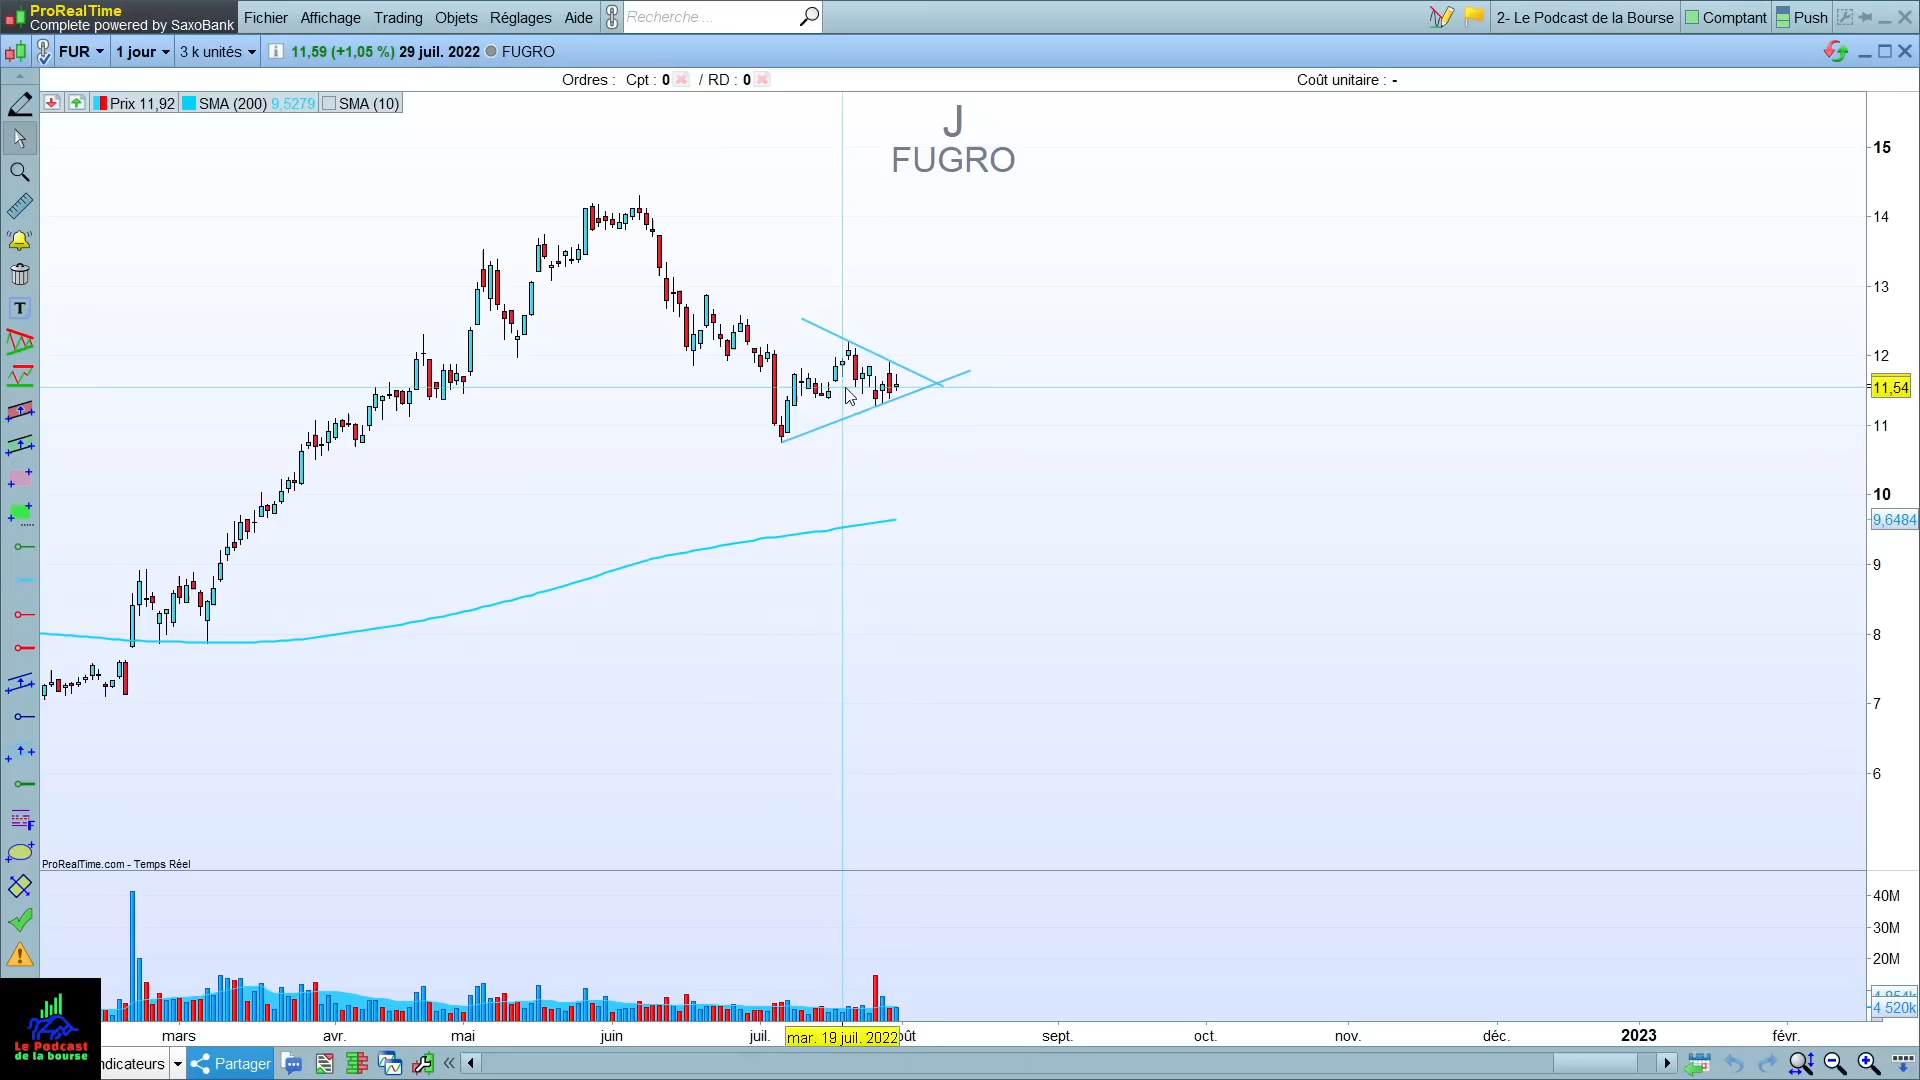 ProRealTime
Complete powered by SaxoBank
Fichier Affichage Trading Objets Réglages Aide Recherche ... 2- Le Podcast de la Bourse Comptant Push
FUR 1 jour 3 k unités 11,59 (+1,05 %) 29 juil. 2022 FUGRO
Ordres : Cpt : 0 / RD : 0 Coût unitaire : -
Prix 11,92 SMA (200) 9,5279 SMA (10)
J
FUGRO
15
14
13
12
11,54
11
10
9,6484
9
8
7
6
ProRealTime.com - Temps Réel
40M
30M
20M
4 520k
mars avr. mai juin juil. mar. 19 juil. 2022 oût sept. oct. nov. déc. 2023 févr.
Le Podcast
de la bourse
ndicateurs Partager
T
F